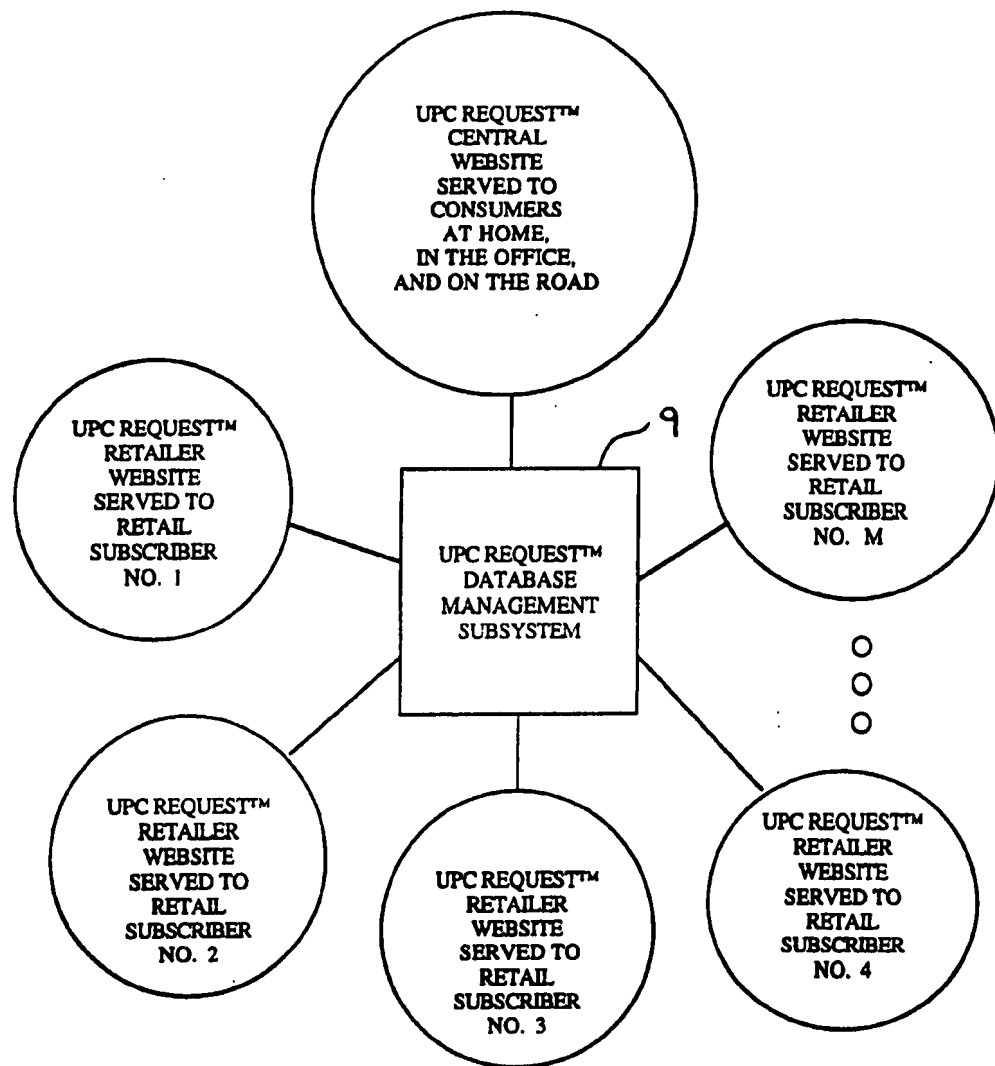 UPC REQUEST™
CENTRAL
WEBSITE
SERVED TO
CONSUMERS
AT HOME,
IN THE OFFICE,
AND ON THE ROAD
UPC REQUEST™
RETAILER
WEBSITE
SERVED TO
RETAIL
SUBSCRIBER
NO. 1
9
UPC REQUEST™
DATABASE
MANAGEMENT
SUBSYSTEM
UPC REQUEST™
RETAILER
WEBSITE
SERVED TO
RETAIL
SUBSCRIBER
NO. M
UPC REQUEST™
RETAILER
WEBSITE
SERVED TO
RETAIL
SUBSCRIBER
NO. 2
UPC REQUEST™
RETAILER
WEBSITE
SERVED TO
RETAIL
SUBSCRIBER
NO. 3
UPC REQUEST™
RETAILER
WEBSITE
SERVED TO
RETAIL
SUBSCRIBER
NO. 4